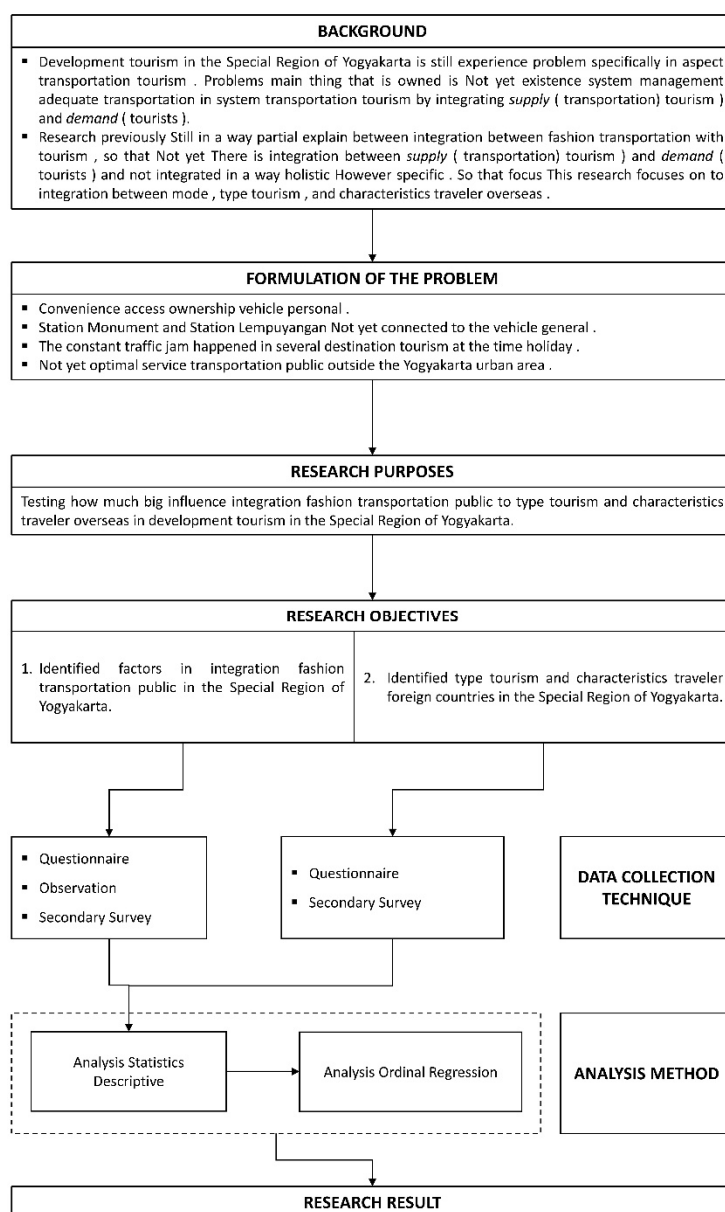 BACKGROUND
▪ Development tourism in the Special Region of Yogyakarta is still experience problem specifically in aspect
transportation tourism . Problems main thing that is owned is Not yet existence system management
adequate transportation in system transportation tourism by integrating supply ( transportation) tourism )
and demand ( tourists ).
▪ Research previously Still in a way partial explain between integration between fashion transportation with
tourism , so that Not yet There is integration between supply ( transportation) tourism ) and demand (
tourists ) and not integrated in a way holistic However specific . So that focus This research focuses on to
integration between mode , type tourism , and characteristics traveler overseas .
FORMULATION OF THE PROBLEM
▪ Convenience access ownership vehicle personal .
▪ Station Monument and Station Lempuyangan Not yet connected to the vehicle general .
▪ The constant traffic jam happened in several destination tourism at the time holiday .
▪ Not yet optimal service transportation public outside the Yogyakarta urban area .
RESEARCH PURPOSES
Testing how much big influence integration fashion transportation public to type tourism and characteristics
traveler overseas in development tourism in the Special Region of Yogyakarta.
RESEARCH OBJECTIVES
1. Identified factors in integration fashion
transportation public in the Special Region of
Yogyakarta.
2. Identified type tourism and characteristics traveler
foreign countries in the Special Region of Yogyakarta.
▪ Questionnaire
▪ Observation
▪ Secondary Survey
▪ Questionnaire
▪ Secondary Survey
DATA COLLECTION
TECHNIQUE
Analysis Statistics
Descriptive
Analysis Ordinal Regression
ANALYSIS METHOD
RESEARCH RESULT